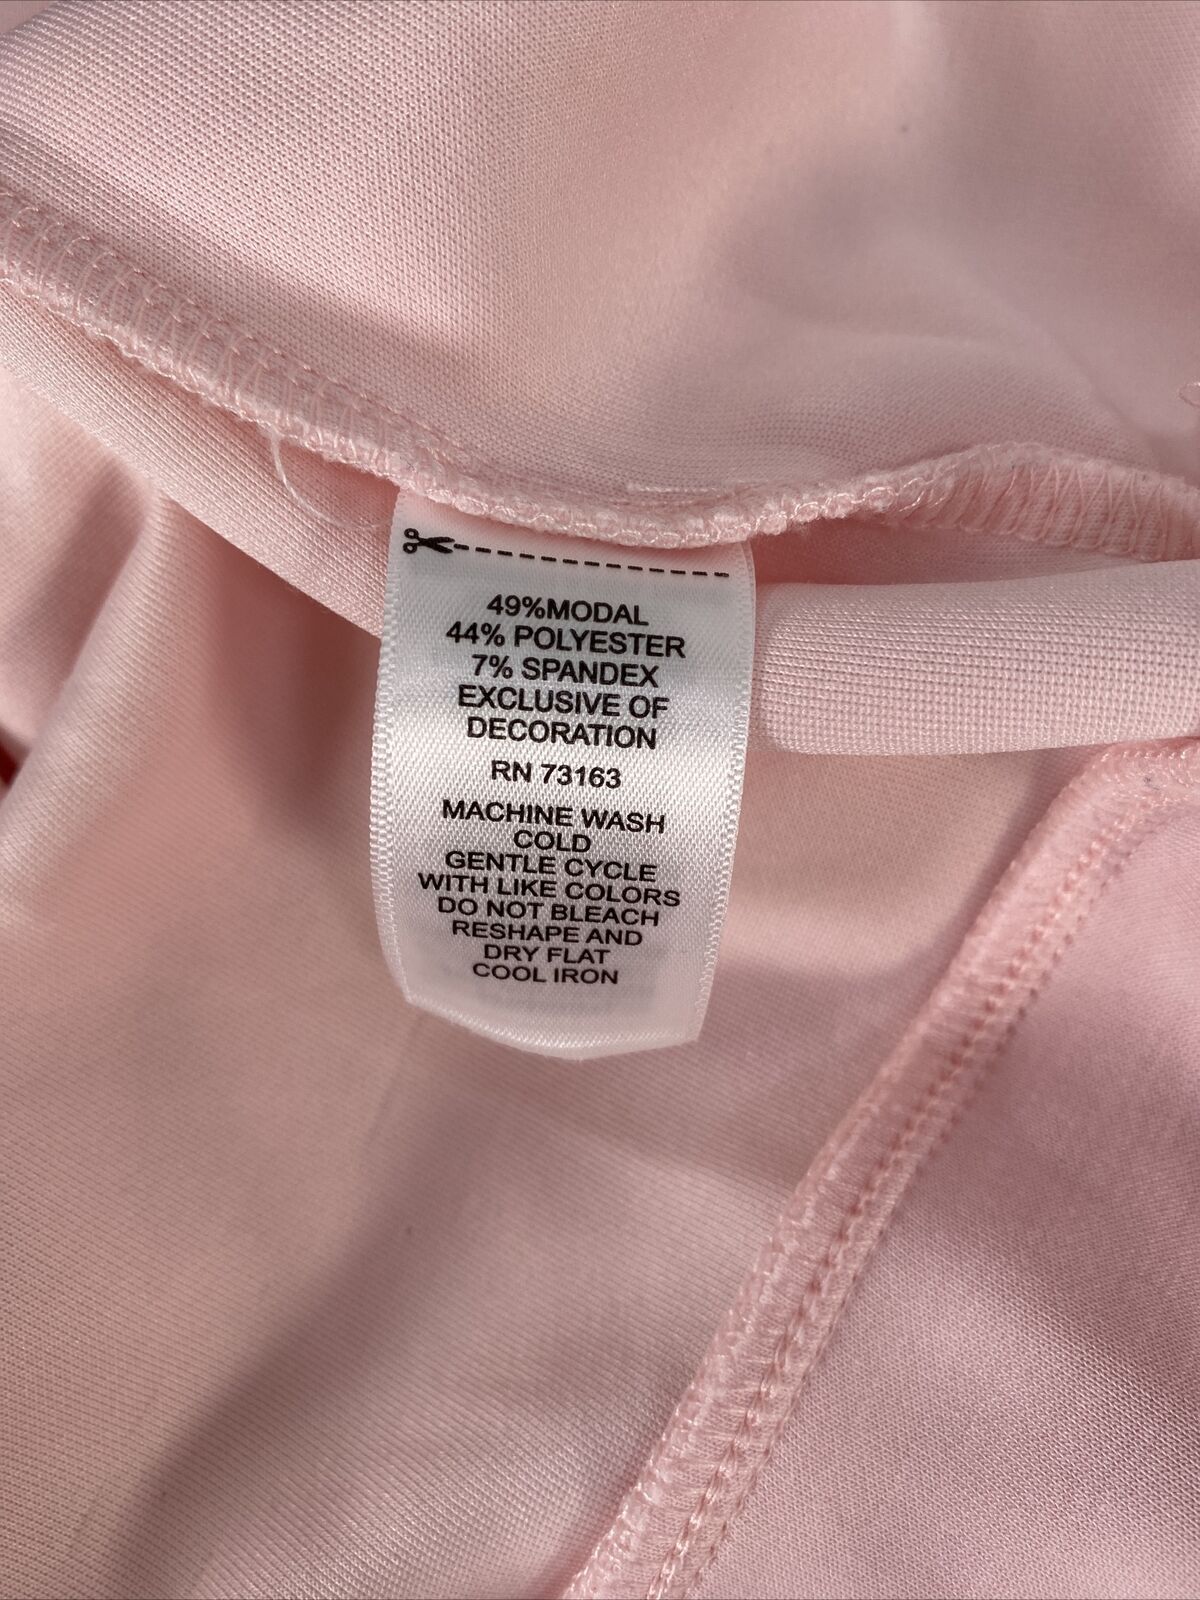 49%MODAL
44% POLYESTER
7% SPANDEX
EXCLUSIVE OF
DECORATION
RN 73163
MACHINE WASH
COLD
GENTLE CYCLE
WITH LIKE COLORS
DO NOT BLEACH
RESHAPE AND
DRY FLAT
COOL IRON